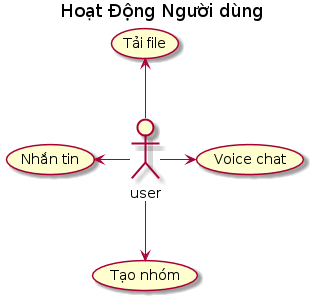 Hoạt Động Người dùng
Tải file
Nhắn tin
Voice chat
user
Tạo nhóm